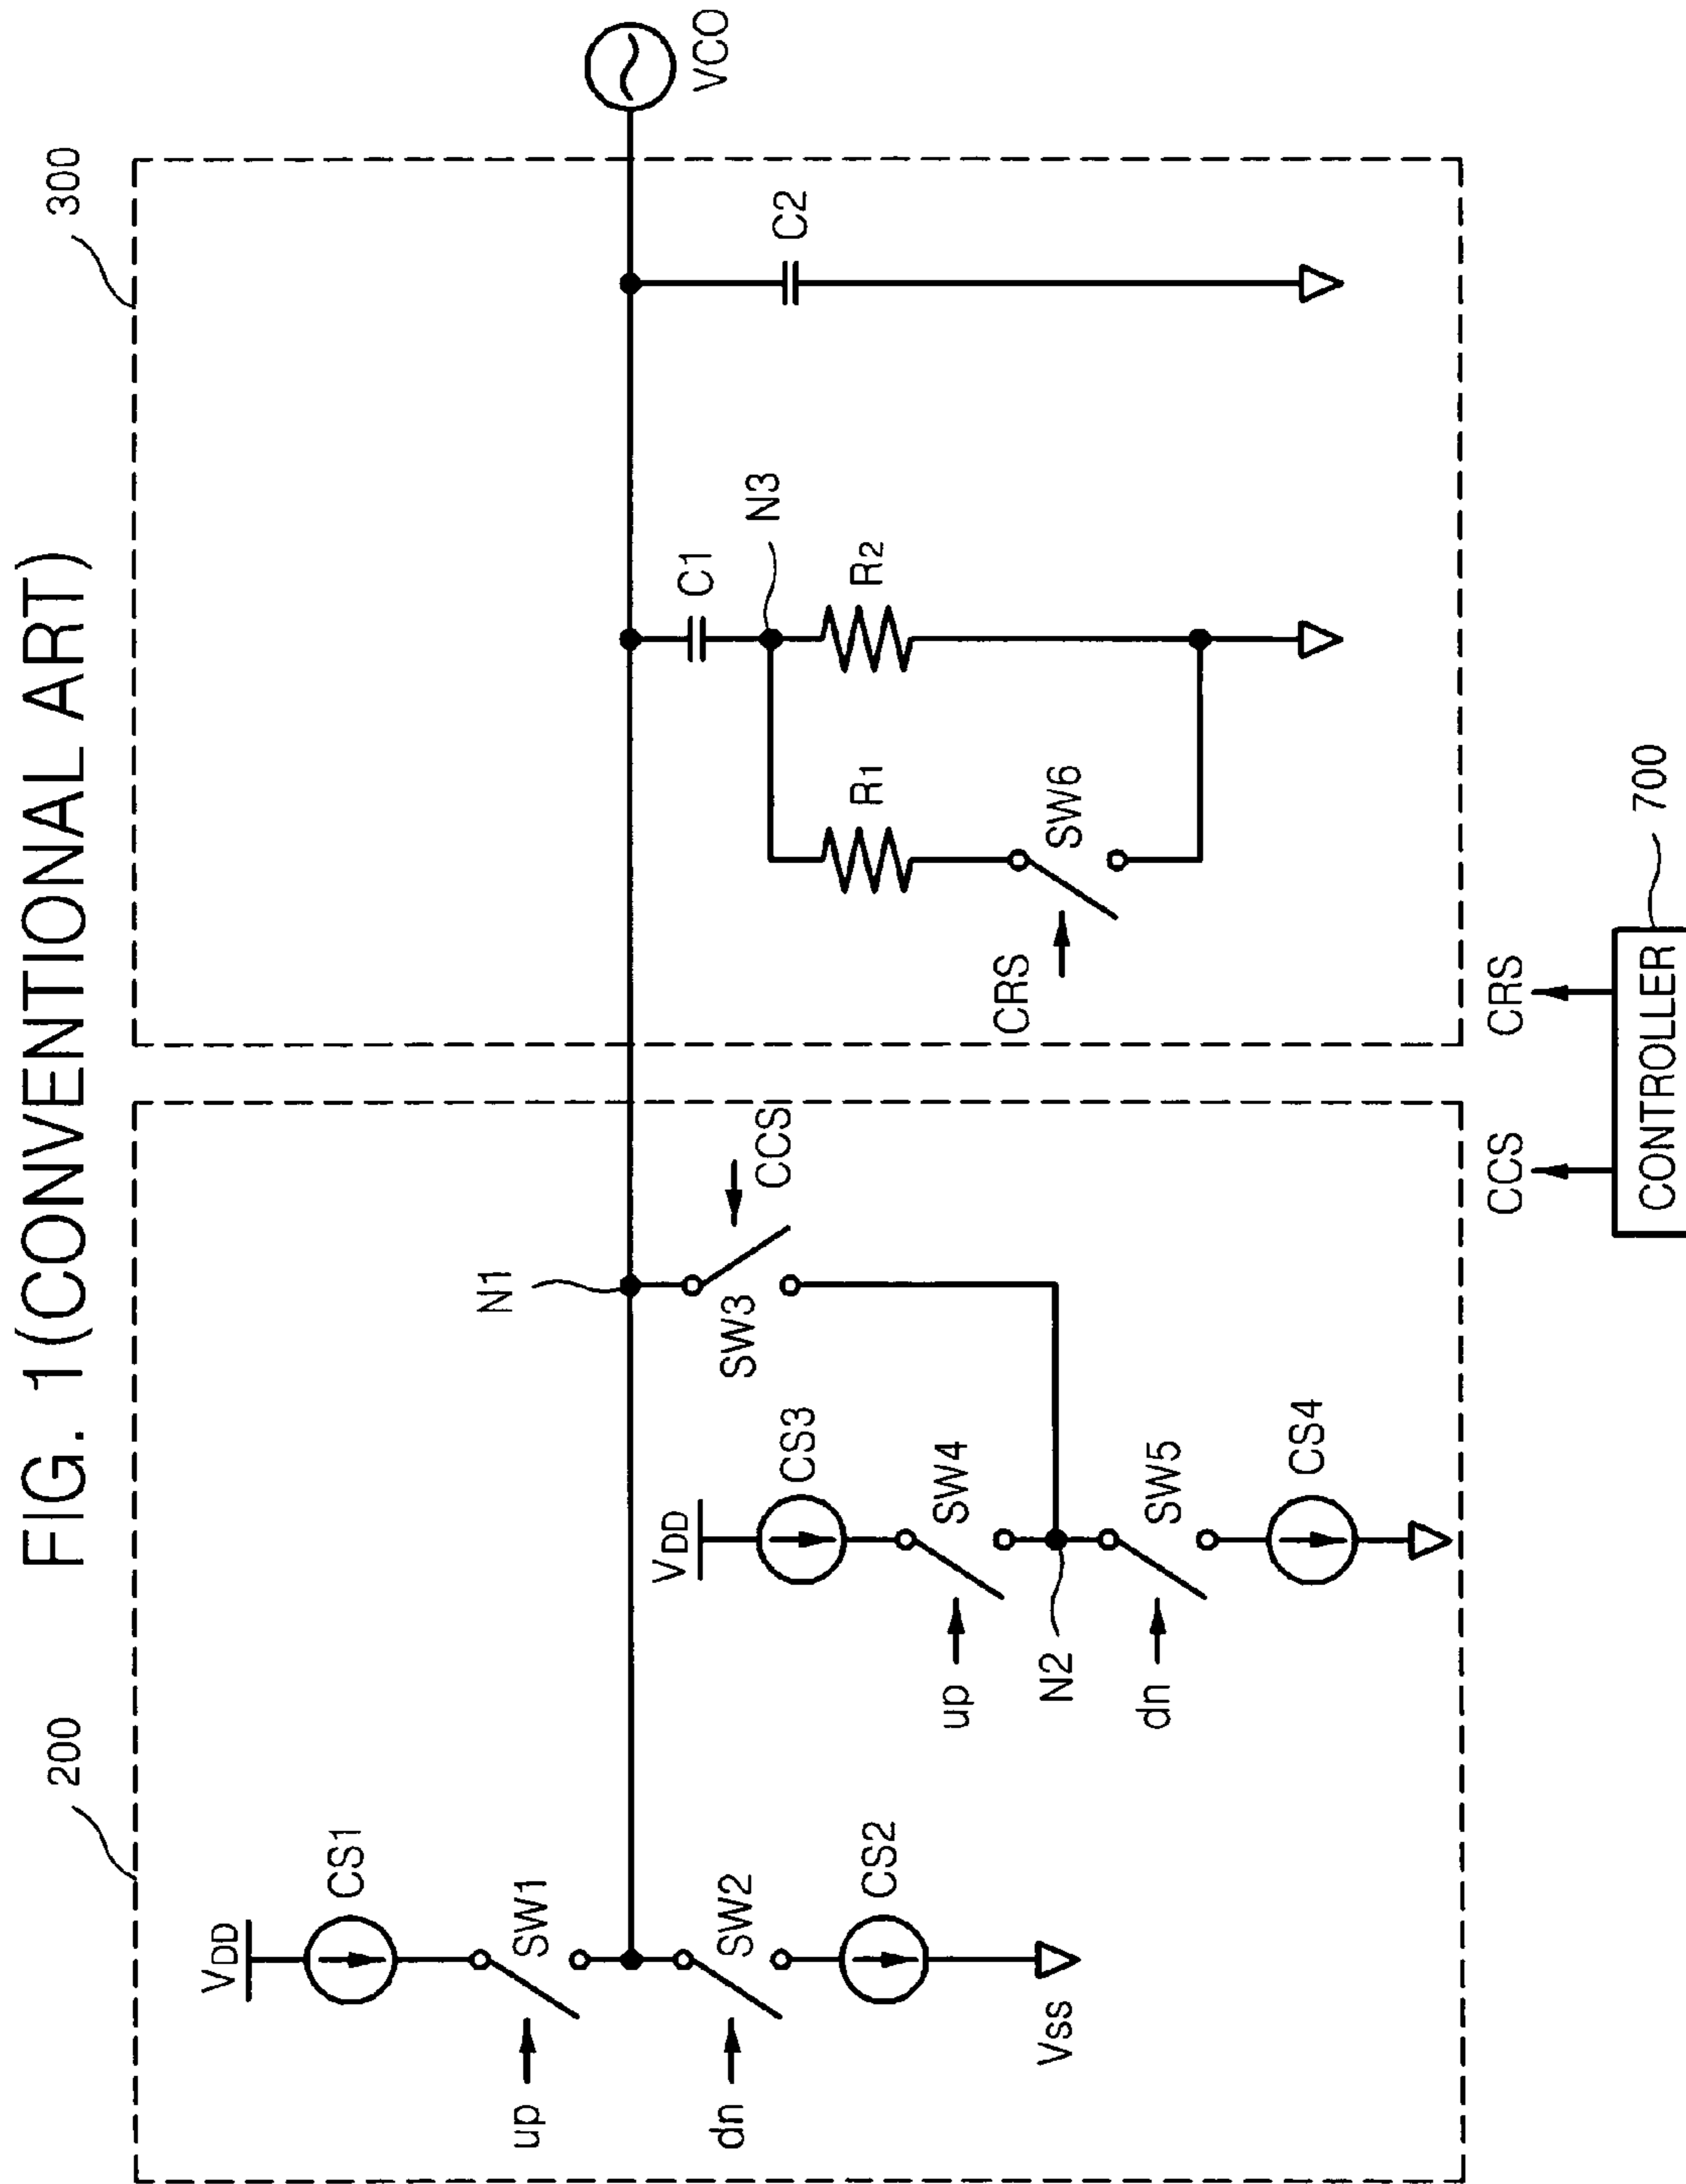 FIG. 1(CONVENTIONAL ART)
200
300
VDD
CS1
up
SW1
dn
SW2
CS2
Vss
VDD
CS3
up
SW4
N2
dn
SW5
CS4
N1
SW3
CCS
C1
N3
R1
R2
CRS
SW6
C2
VCO
CCS
CRS
CONTROLLER
700